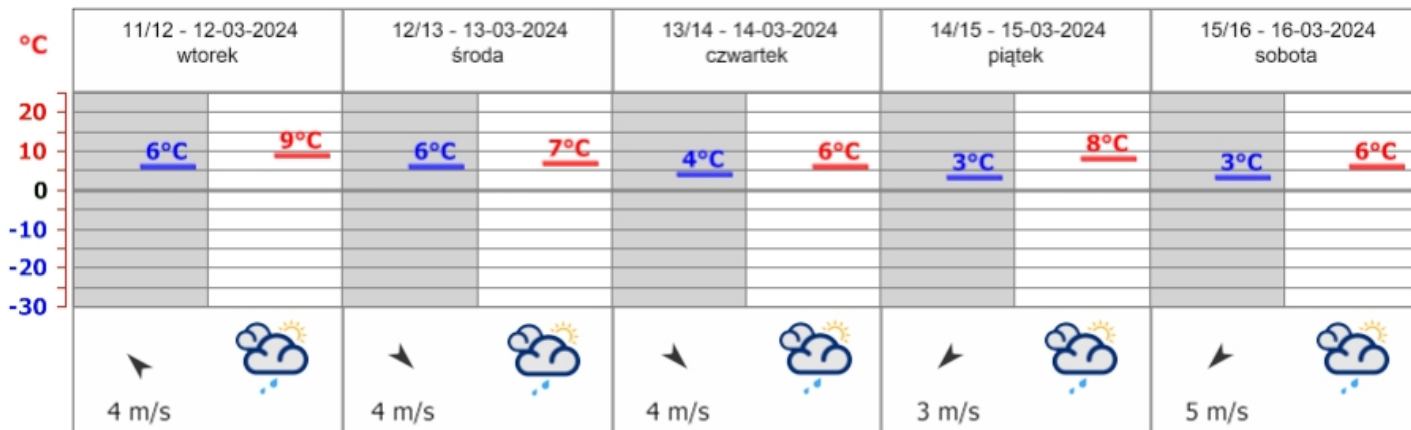 °C
11/12 - 12-03-2024
wtorek
12/13 - 13-03-2024
środa
13/14 - 14-03-2024
czwartek
14/15 - 15-03-2024
piątek
15/16 - 16-03-2024
sobota
20
10
0
-10
-20
-30
6°C 9°C 6°C 7°C 4°C 6°C 3°C 8°C 3°C 6°C
4 m/s 4 m/s 4 m/s 3 m/s 5 m/s